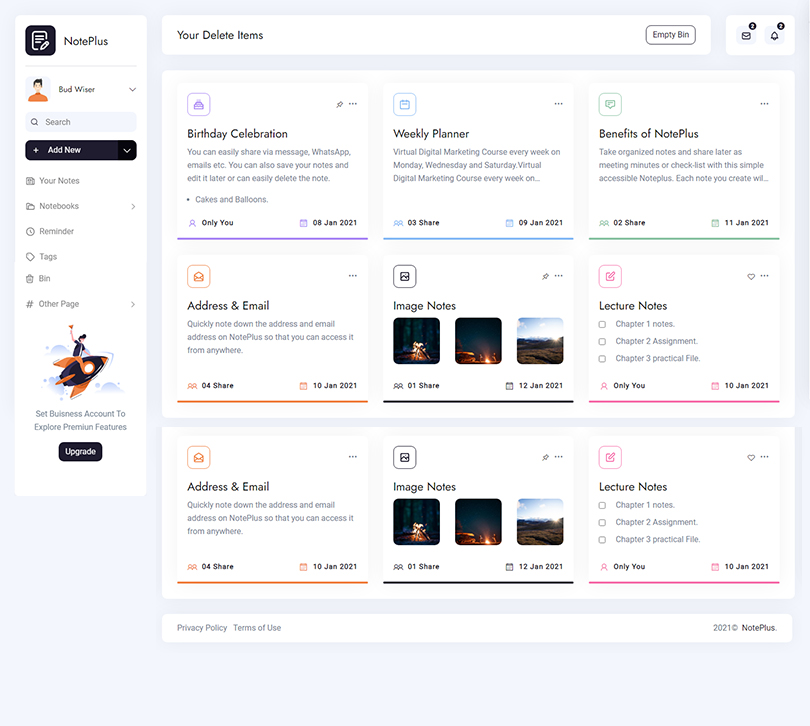 NotePlus
Bud Wiser
Search
+ Add New
Your Notes
Notebooks
Reminder
Tags
Bin
# Other Page
Set Buisness Account To
Explore Premiun Features
Upgrade
Your Delete Items
Empty Bin
2
2
Birthday Celebration
You can easily share via message, WhatsApp,
emails etc. You can also save your notes and
edit it later or can easily delete the note.
• Cakes and Balloons.
Only You
08 Jan 2021
Weekly Planner
Virtual Digital Marketing Course every week on
Monday, Wednesday and Saturday.Virtual
Digital Marketing Course every week on...
03 Share
09 Jan 2021
Benefits of NotePlus
Take organized notes and share later as
meeting minutes or check-list with this simple
accessible Noteplus. Each note you create wil...
02 Share
11 Jan 2021
Address & Email
Quickly note down the address and email
address on NotePlus so that you can access it
from anywhere.
04 Share
10 Jan 2021
Image Notes
01 Share
12 Jan 2021
Lecture Notes
Chapter 1 notes.
Chapter 2 Assignment.
Chapter 3 practical File.
Only You
10 Jan 2021
Address & Email
Quickly note down the address and email
address on NotePlus so that you can access it
from anywhere.
04 Share
10 Jan 2021
Image Notes
01 Share
12 Jan 2021
Lecture Notes
Chapter 1 notes.
Chapter 2 Assignment.
Chapter 3 practical File.
Only You
10 Jan 2021
Privacy Policy Terms of Use
2021© NotePlus.